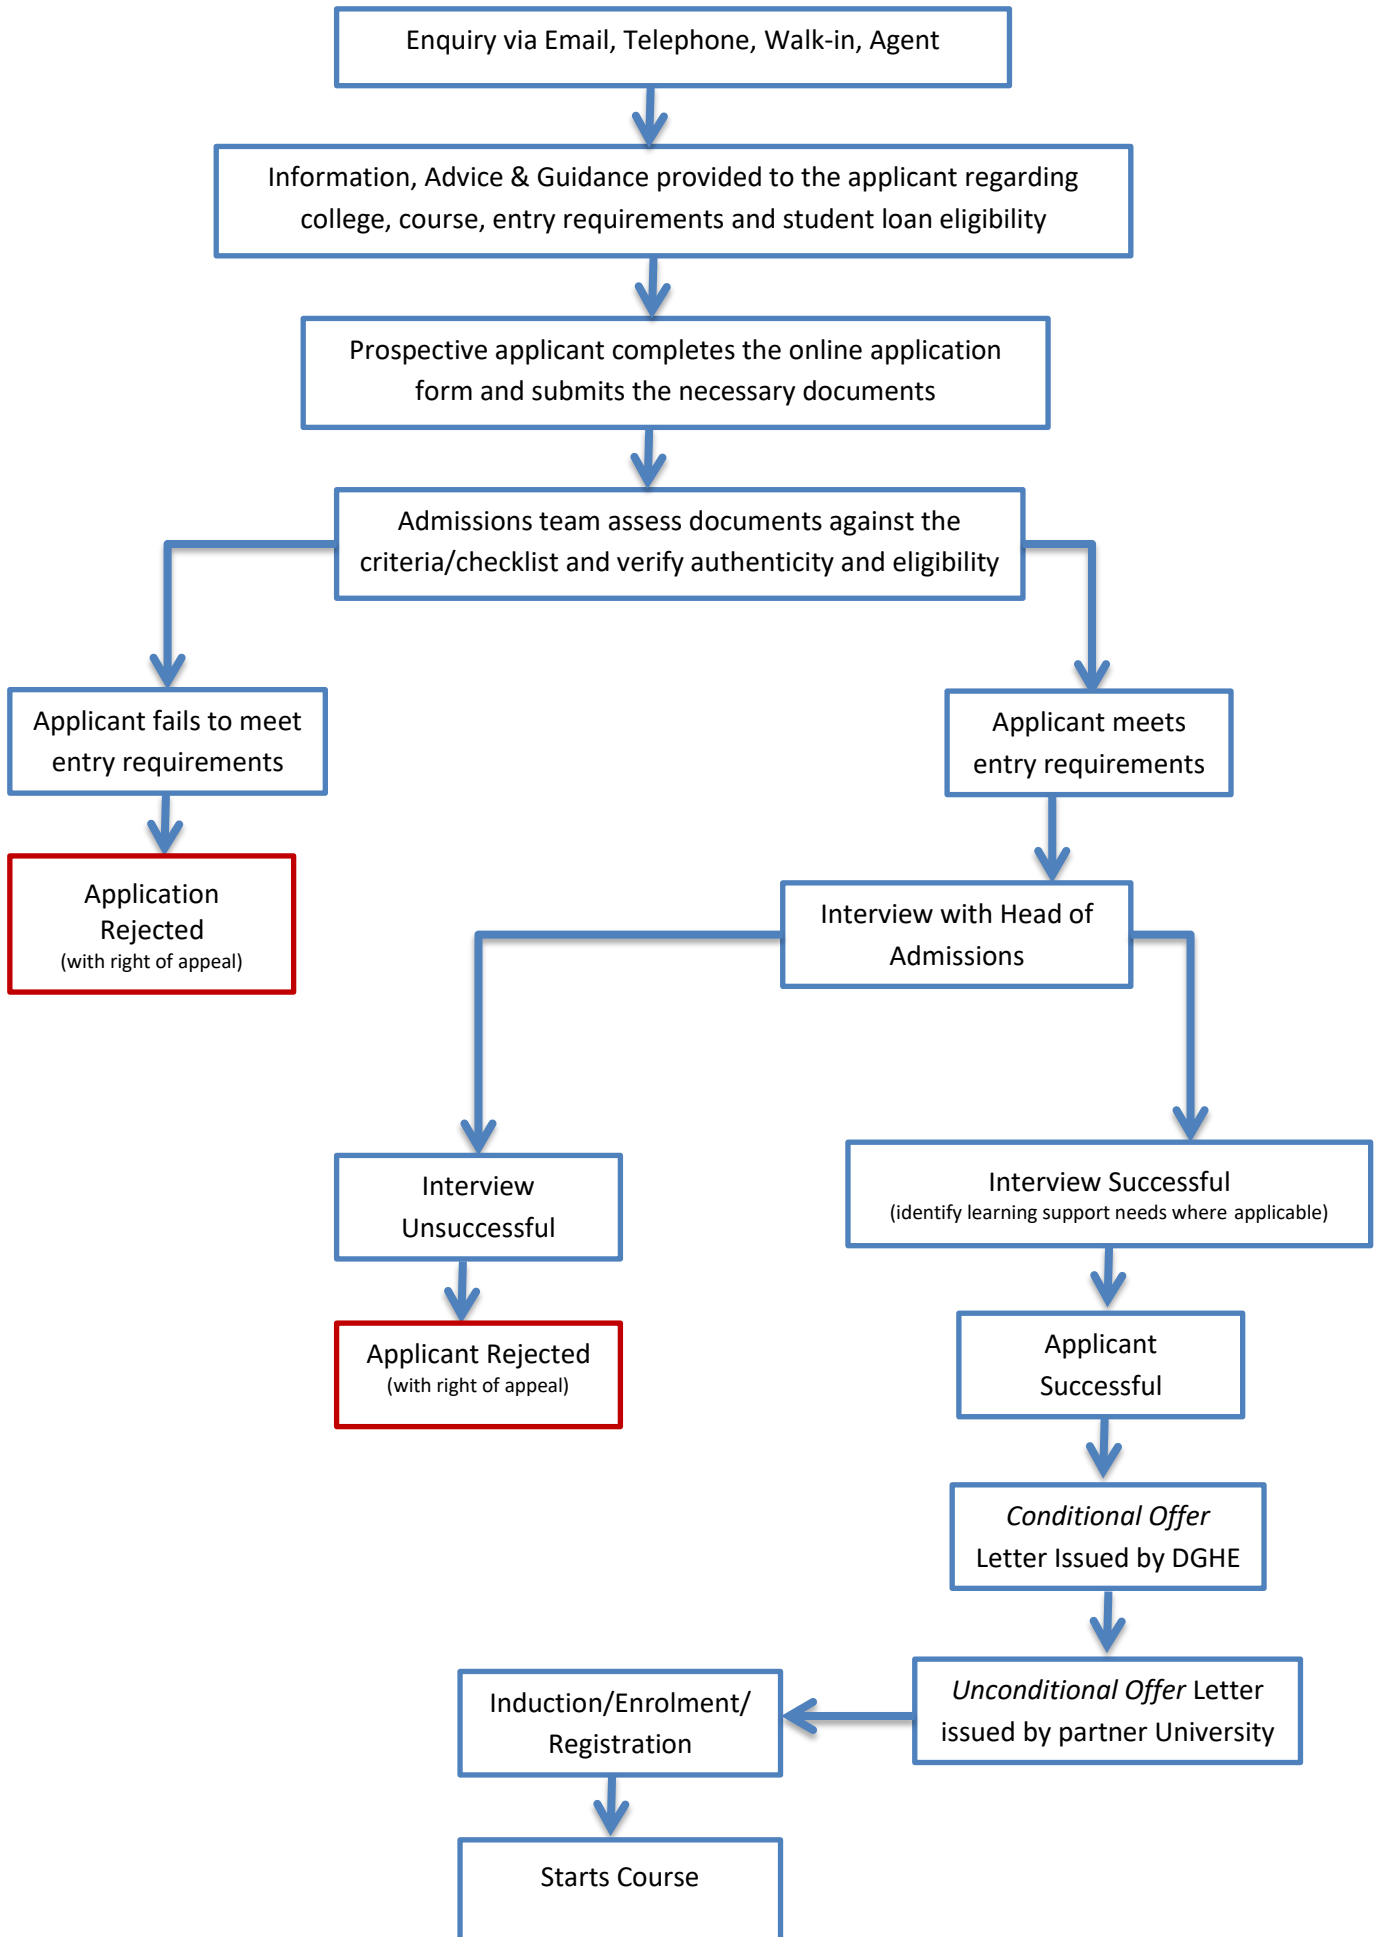 Enquiry via Email, Telephone, Walk-in, Agent
Information, Advice & Guidance provided to the applicant regarding
college, course, entry requirements and student loan eligibility
Prospective applicant completes the online application
form and submits the necessary documents
Admissions team assess documents against the
criteria/checklist and verify authenticity and eligibility
Applicant fails to meet
entry requirements
Applicant meets
entry requirements
Application
Rejected
(with right of appeal)
Interview with Head of
Admissions
Interview
Unsuccessful
Interview Successful
(identify learning support needs where applicable)
Applicant Rejected
(with right of appeal)
Applicant
Successful
Conditional Offer
Letter Issued by DGHE
Unconditional Offer Letter
issued by partner University
Induction/Enrolment/
Registration
Starts Course